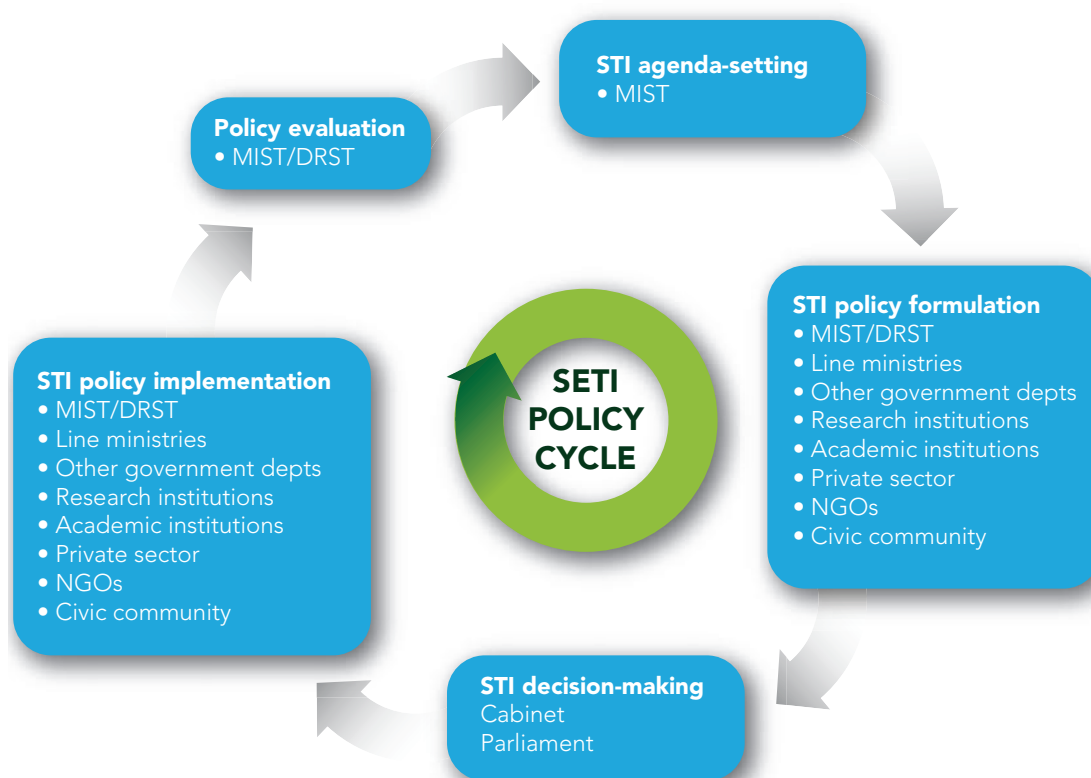 STI agenda-setting
• MIST
Policy evaluation
• MIST/DRST
STI policy formulation
• MIST/DRST
• Line ministries
• Other government depts
• Research institutions
• Academic institutions
• Private sector
• NGOs
• Civic community
SETI
POLICY
CYCLE
STI policy implementation
• MIST/DRST
• Line ministries
• Other government depts
• Research institutions
• Academic institutions
• Private sector
• NGOs
• Civic community
STI decision-making
Cabinet
Parliament